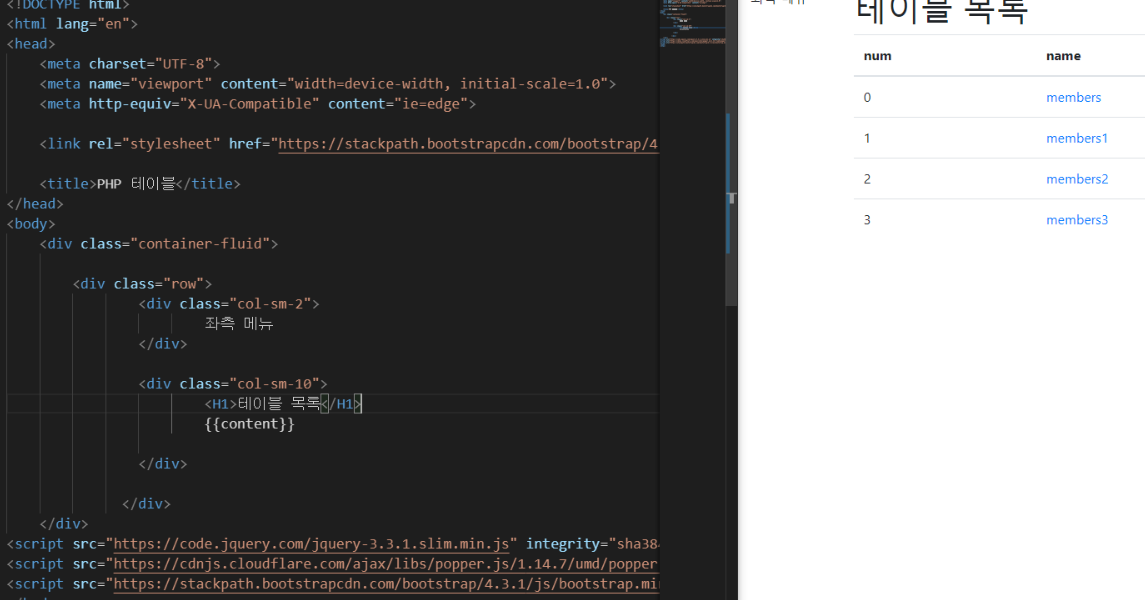 <!DOCTYPE html>
<html lang="en">
<head>
<meta charset="UTF-8">
<meta name="viewport" content="width=device-width, initial-scale=1.0">
<meta http-equiv="X-UA-Compatible" content="ie=edge">
<link rel="stylesheet" href="https://stackpath.bootstrapcdn.com/bootstrap/4
<title>PHP 테이블</title>
</head>
<body>
<div class="container-fluid">
<div class="row">
<div class="col-sm-2">
좌측 메뉴
</div>
<div class="col-sm-10">
<H1>테이블 목록</H1>
{{content}}
</div>
</div>
</div>
<script src="https://code.jquery.com/jquery-3.3.1.slim.min.js" integrity="sha384
<script src="https://cdnjs.cloudflare.com/ajax/libs/popper.js/1.14.7/umd/popper
<script src="https://stackpath.bootstrapcdn.com/bootstrap/4.3.1/js/bootstrap.mi
좌측 메뉴
테이블 목록
num name
0 members
1 members1
2 members2
3 members3